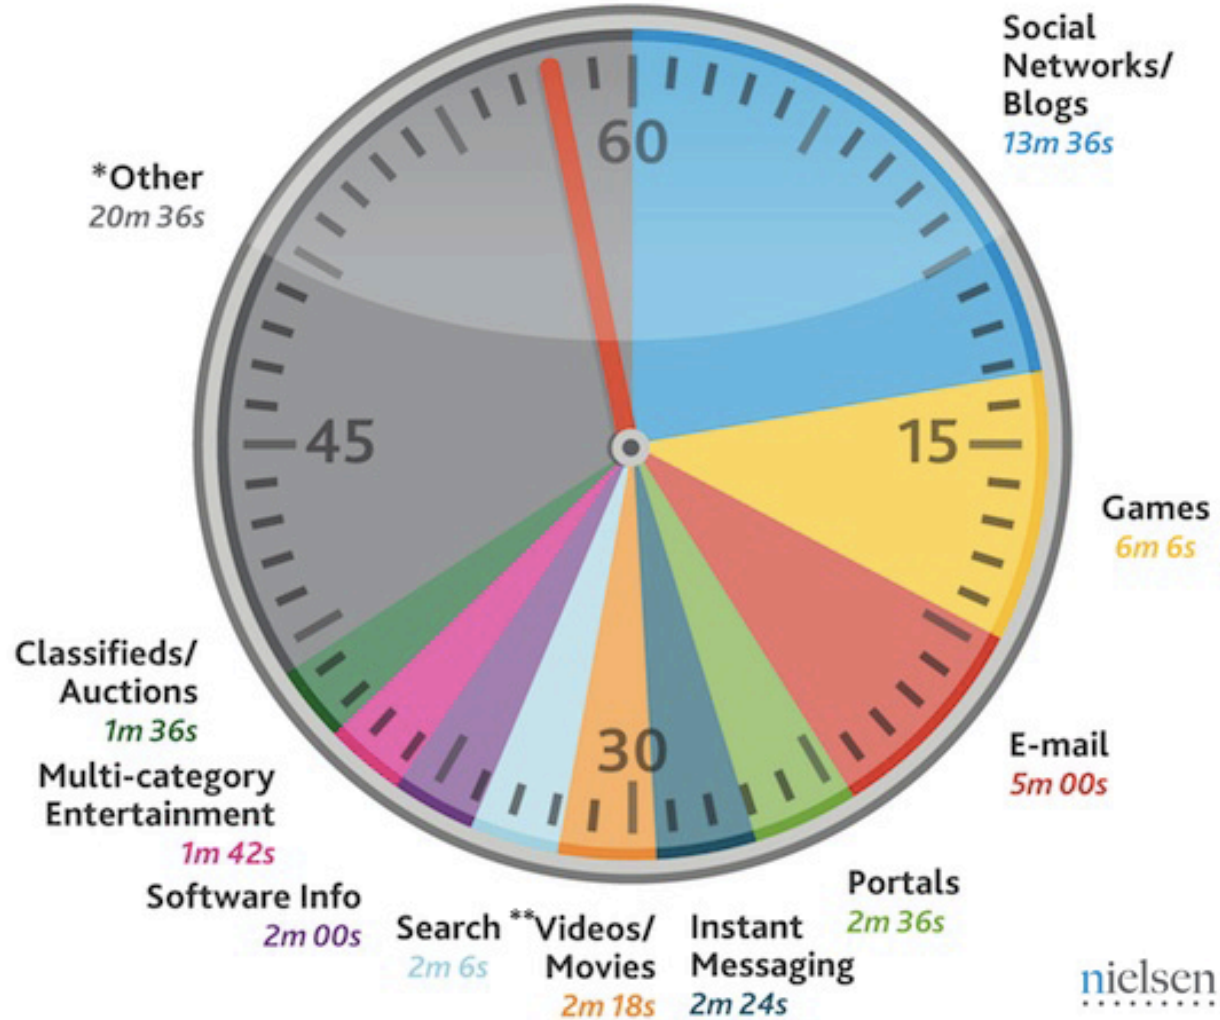 Social
Networks/
Blogs
13m 36s
60
*Other
20m 36s
45
15
Games
6m 6s
Classifieds/
Auctions
1m 36s
30
E-mail
5m 00s
Multi-category
Entertainment
1m 42s
Portals
2m 36s
Software Info
2m 00s
Search
2m 6s
**Videos/
Movies
2m 18s
Instant
Messaging
2m 24s
nielsen